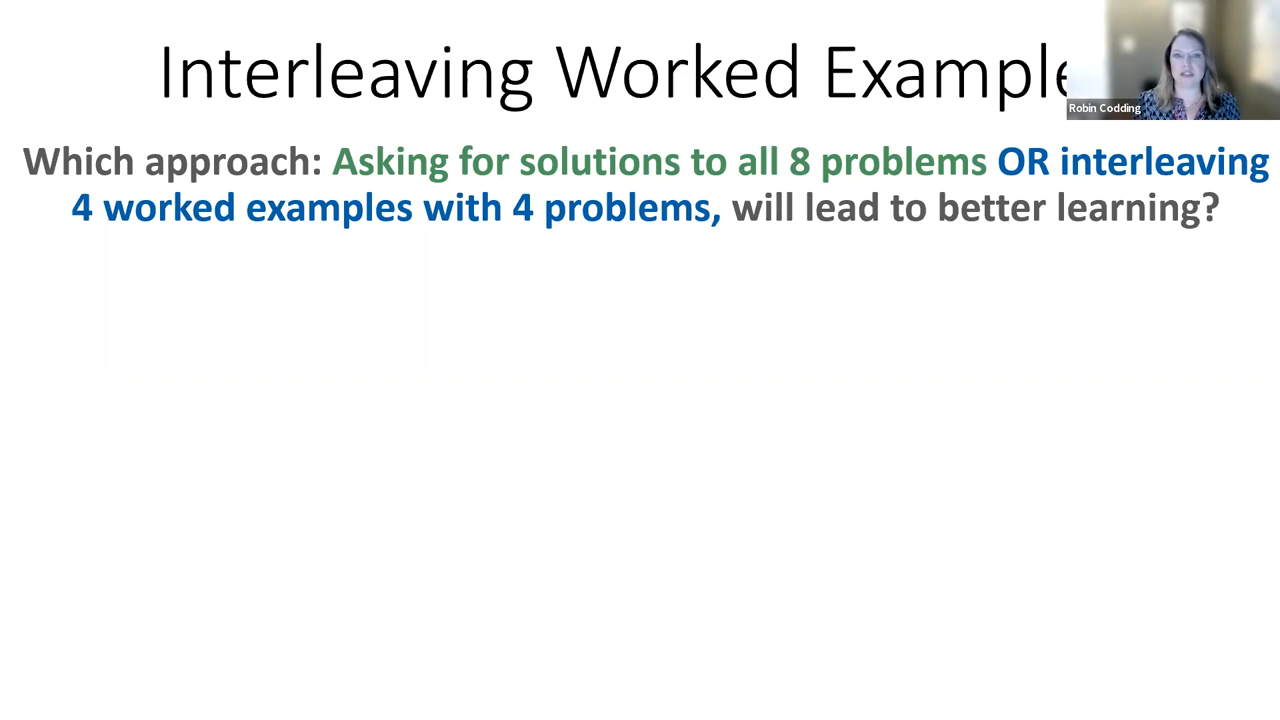 Interleaving Worked Example
Robin Codding
Which approach: Asking for solutions to all 8 problems OR interleaving
4 worked examples with 4 problems, will lead to better learning?